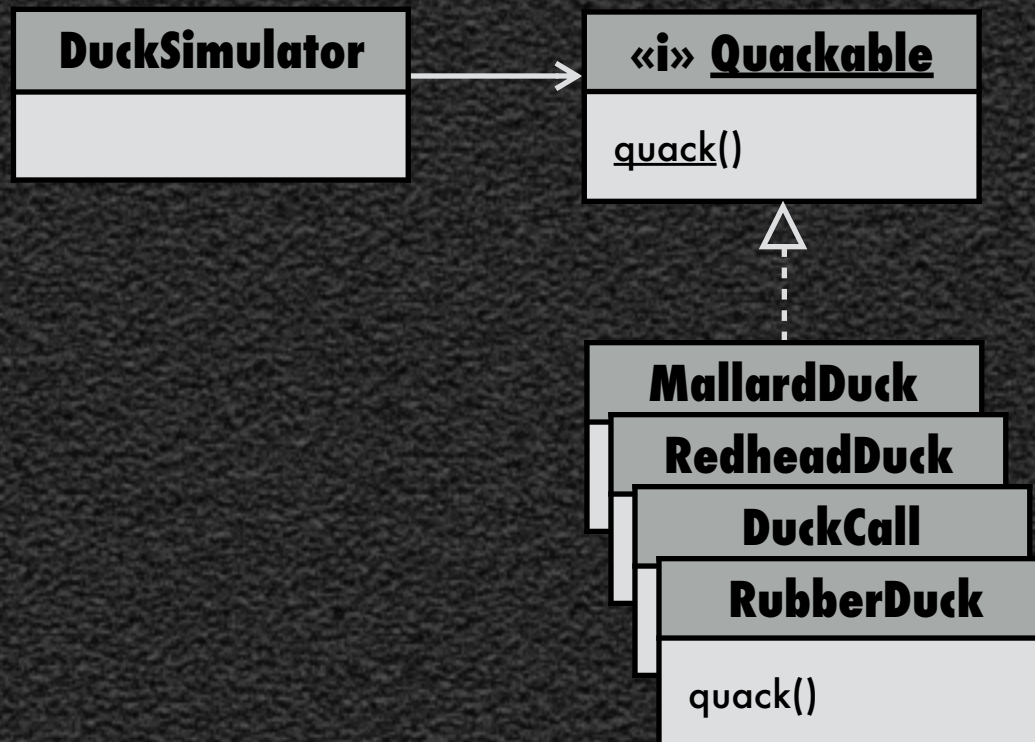 DuckSimulator
«i» Quackable
quack()
MallardDuck
RedheadDuck
DuckCall
RubberDuck
quack()